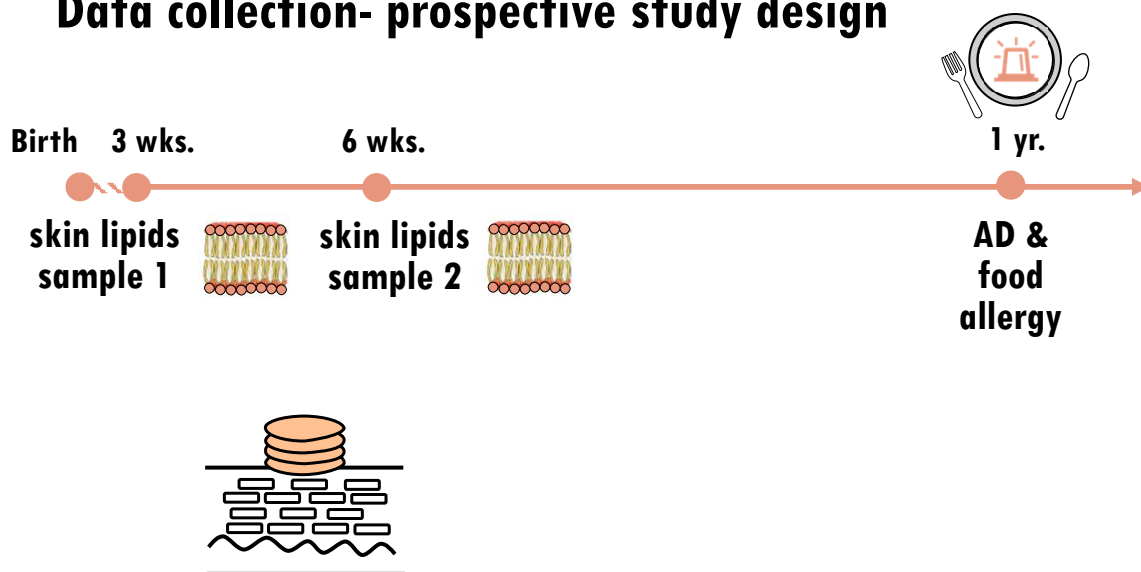 Data collection- prospective study design
Birth 3 wks. 6 wks. 1 yr.
skin lipids
sample 1
skin lipids
sample 2
AD &
food
allergy